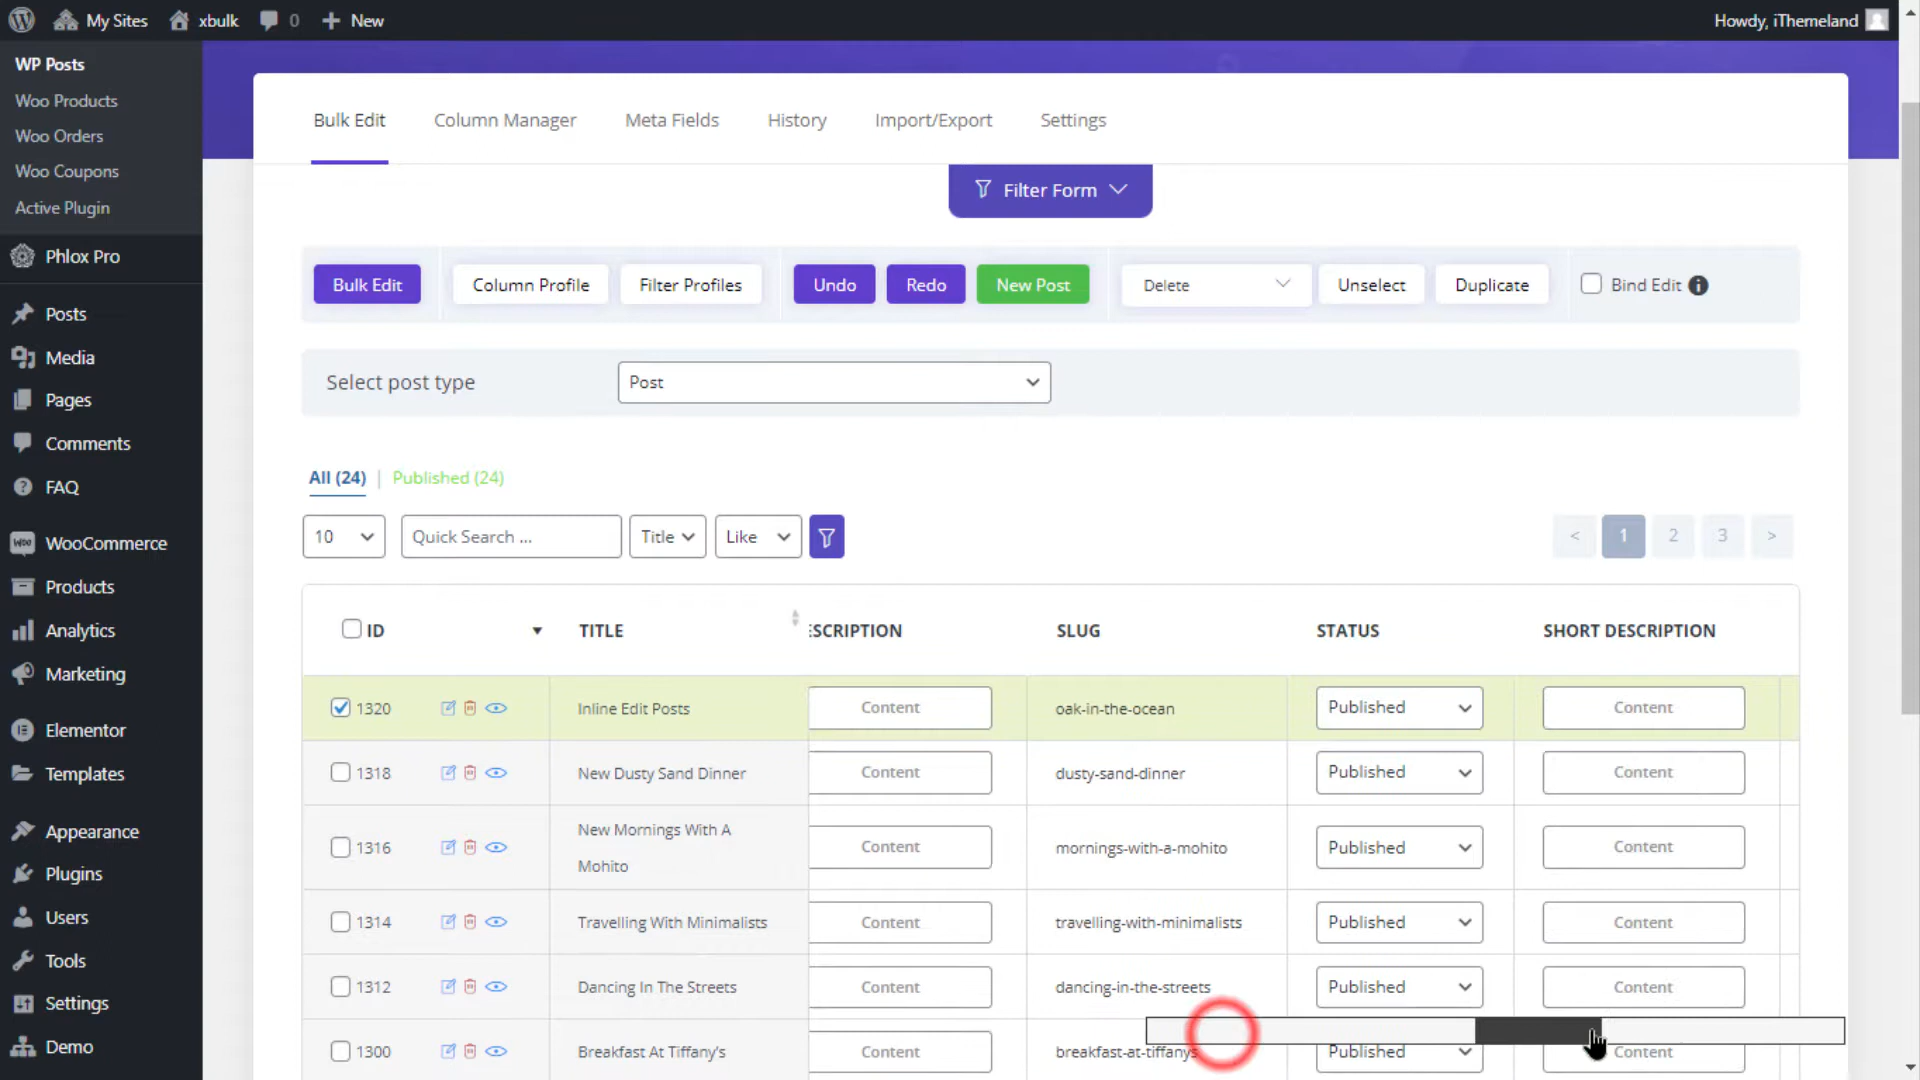 My Sites xbulk 0 + New Howdy, iThemeland
WP Posts
Woo Products
Woo Orders
Woo Coupons
Active Plugin
Phlox Pro
Posts
Media
Pages
Comments
FAQ
WooCommerce
Products
Analytics
Marketing
Elementor
Templates
Appearance
Plugins
Users
Tools
Settings
Demo
Bulk Edit Column Manager Meta Fields History Import/Export Settings
Filter Form
Bulk Edit Column Profile Filter Profiles Undo Redo New Post Delete Unselect Duplicate Bind Edit
Select post type Post
All (24) | Published (24)
10 Quick Search ... Title Like < 1 2 3 >
ID TITLE ESCRIPTION SLUG STATUS SHORT DESCRIPTION
1320 Inline Edit Posts Content oak-in-the-ocean Published Content
1318 New Dusty Sand Dinner Content dusty-sand-dinner Published Content
1316 New Mornings With A Content mornings-with-a-mohito Published Content
Mohito
1314 Travelling With Minimalists Content travelling-with-minimalists Published Content
1312 Dancing In The Streets Content dancing-in-the-streets Published Content
1300 Breakfast At Tiffany's Content breakfast-at-tiffanys Published Content